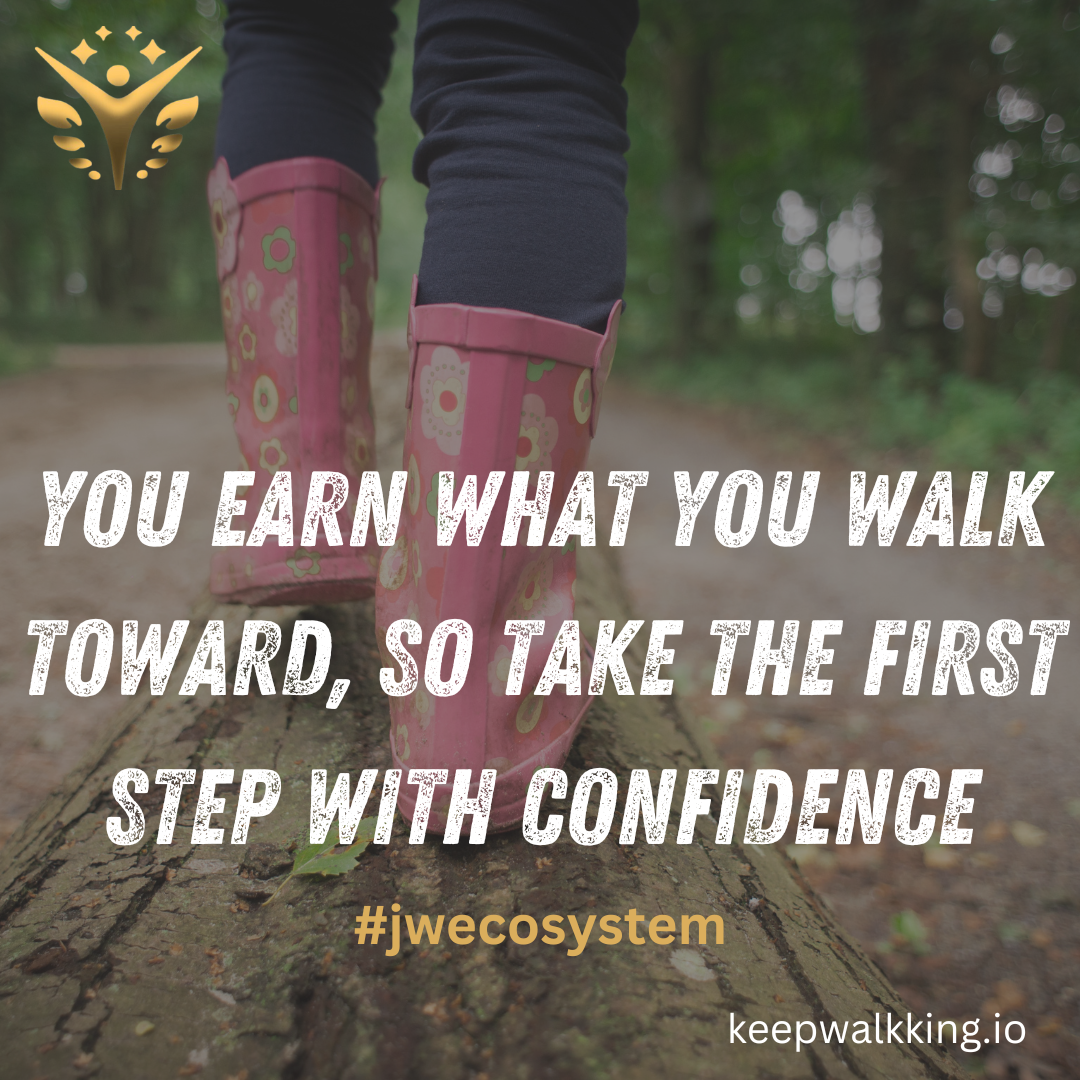 YOU EARN WHAT YOU WALK
TOWARD, SO TAKE THE FIRST
STEP WITH CONFIDENCE
#jwecosystem
keepwalkking.io